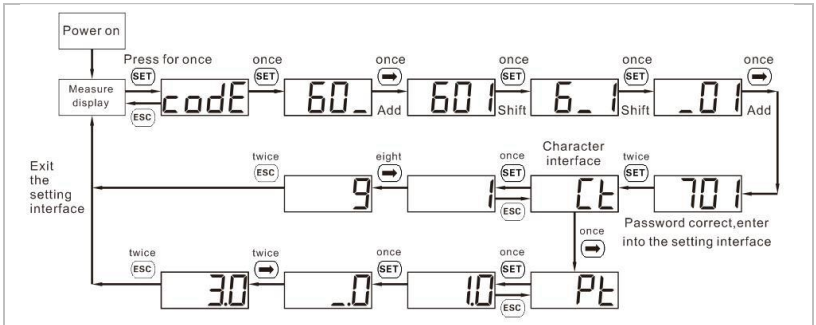 Power on
Press for once
once
once
once
once
once
SET
SET
➡
SET
SET
➡
Measure
display
codE
60_
601
6_1
_01
ESC
Add
Shift
Shift
Add
Exit
the
setting
interface
twice
ESC
eight
➡
once
SET
Character
interface
twice
SET
9
1
ESC
Ct
701
Password correct,enter
into the setting interface
once
➡
twice
ESC
twice
➡
once
SET
once
SET
3.0
_.0
1.0
ESC
Pt